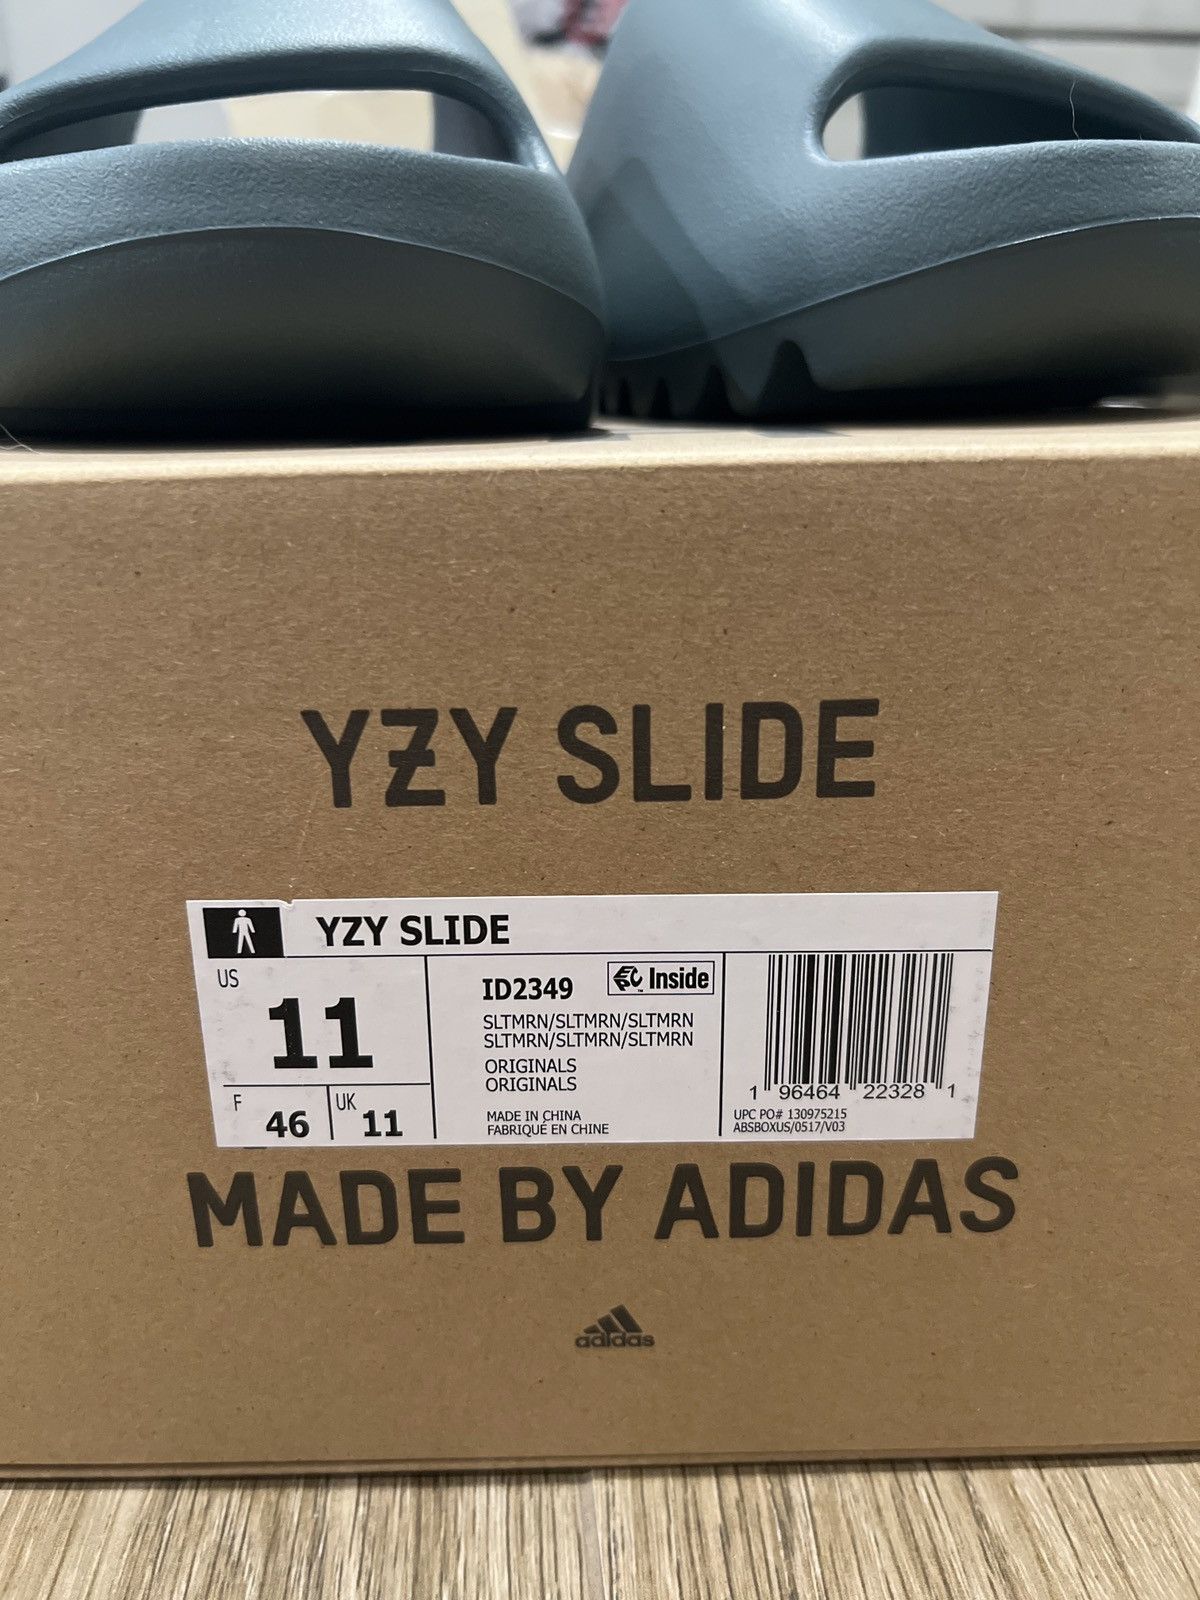 YZY SLIDE
YZY SLIDE
US
11
F 46
UK 11
ID2349
Inside
SLTMRN/SLTMRN/SLTMRN
SLTMRN/SLTMRN/SLTMRN
ORIGINALS
ORIGINALS
MADE IN CHINA
FABRIQUÉ EN CHINE
1 96464 22328 1
UPC PO# 130975215
ABSBOXUS/0517/V03
MADE BY ADIDAS
adidas